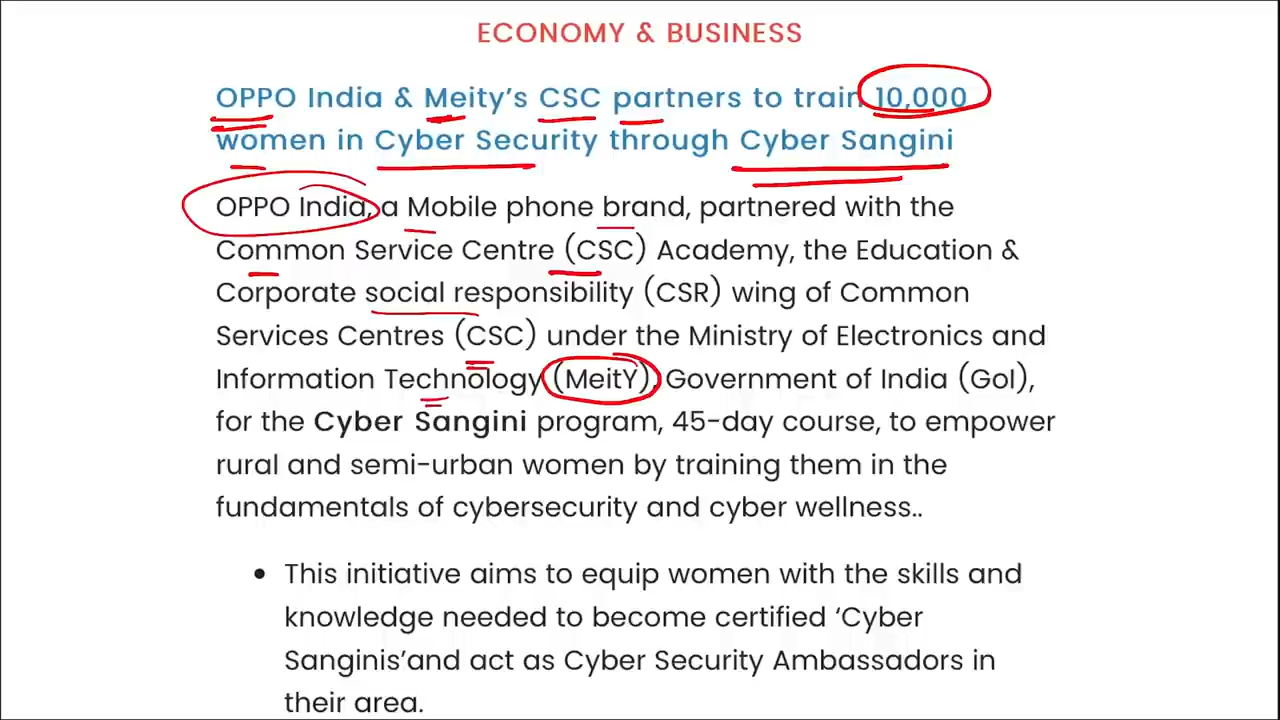 ECONOMY & BUSINESS
OPPO India & Meity's CSC partners to train 10,000
women in Cyber Security through Cyber Sangini
OPPO India, a Mobile phone brand, partnered with the
Common Service Centre (CSC) Academy, the Education &
Corporate social responsibility (CSR) wing of Common
Services Centres (CSC) under the Ministry of Electronics and
Information Technology (MeitY), Government of India (GoI),
for the Cyber Sangini program, 45-day course, to empower
rural and semi-urban women by training them in the
fundamentals of cybersecurity and cyber wellness..
• This initiative aims to equip women with the skills and
knowledge needed to become certified ‘Cyber
Sanginis’and act as Cyber Security Ambassadors in
their area.